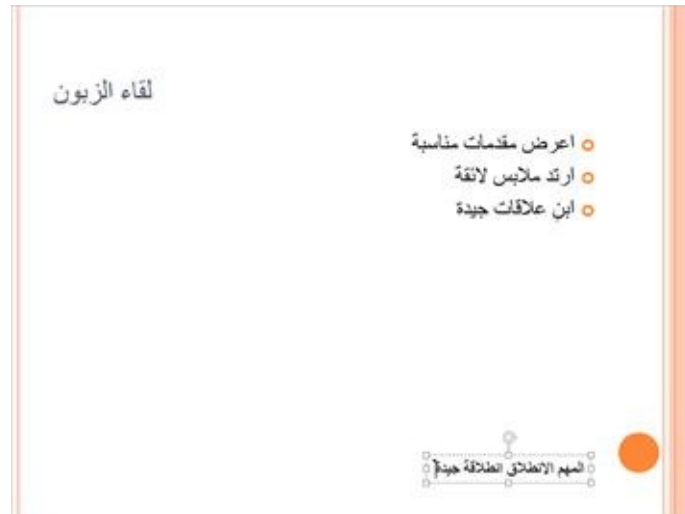 لقاء الزبون
اعرض مقدمات مناسبة
ارتد ملابس لائقة
ابنِ علاقات جيدة
المهم الانطلاق انطلاقة جيدة